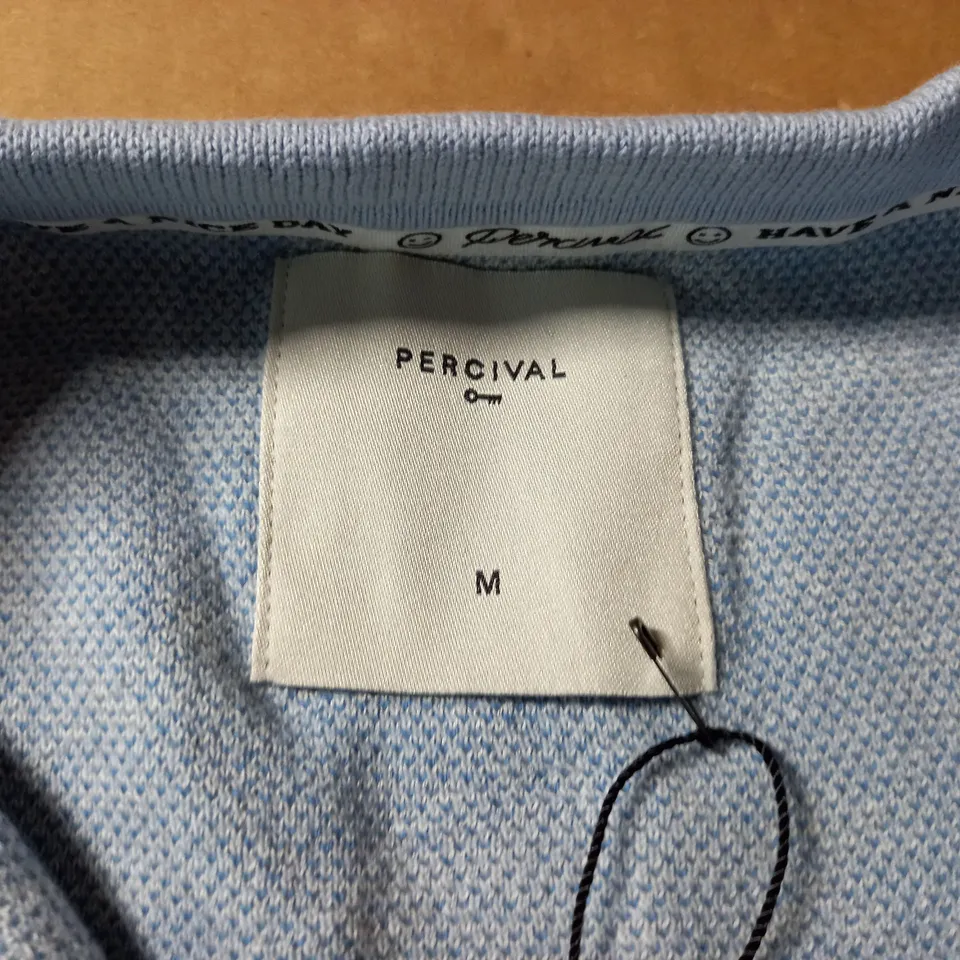 A NICE DAY ☺ Percival ☺ HAVE A
PERCIVAL
M